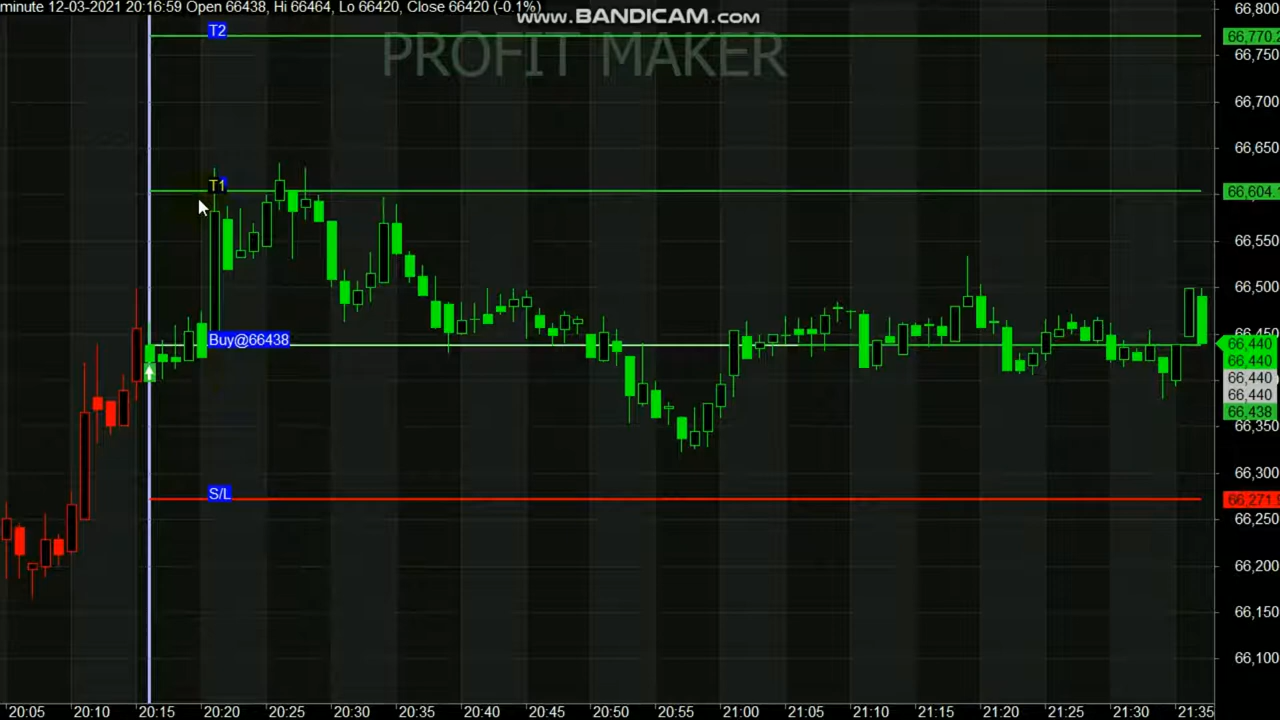 minute 12-03-2021 20:16:59 Open 66438, Hi 66464, Lo 66420, Close 66420 (-0.1%)
www.BANDICAM.com
PROFIT MAKER
T2
T1
Buy@66438
S/L
66,800
66,770.
66,750
66,700
66,650
66,604.
66,550
66,500
66,450
66,440
66,440
66,440
66,440
66,438
66,350
66,300
66,271.
66,250
66,200
66,150
66,100
20:05 20:10 20:15 20:20 20:25 20:30 20:35 20:40 20:45 20:50 20:55 21:00 21:05 21:10 21:15 21:20 21:25 21:30 21:35